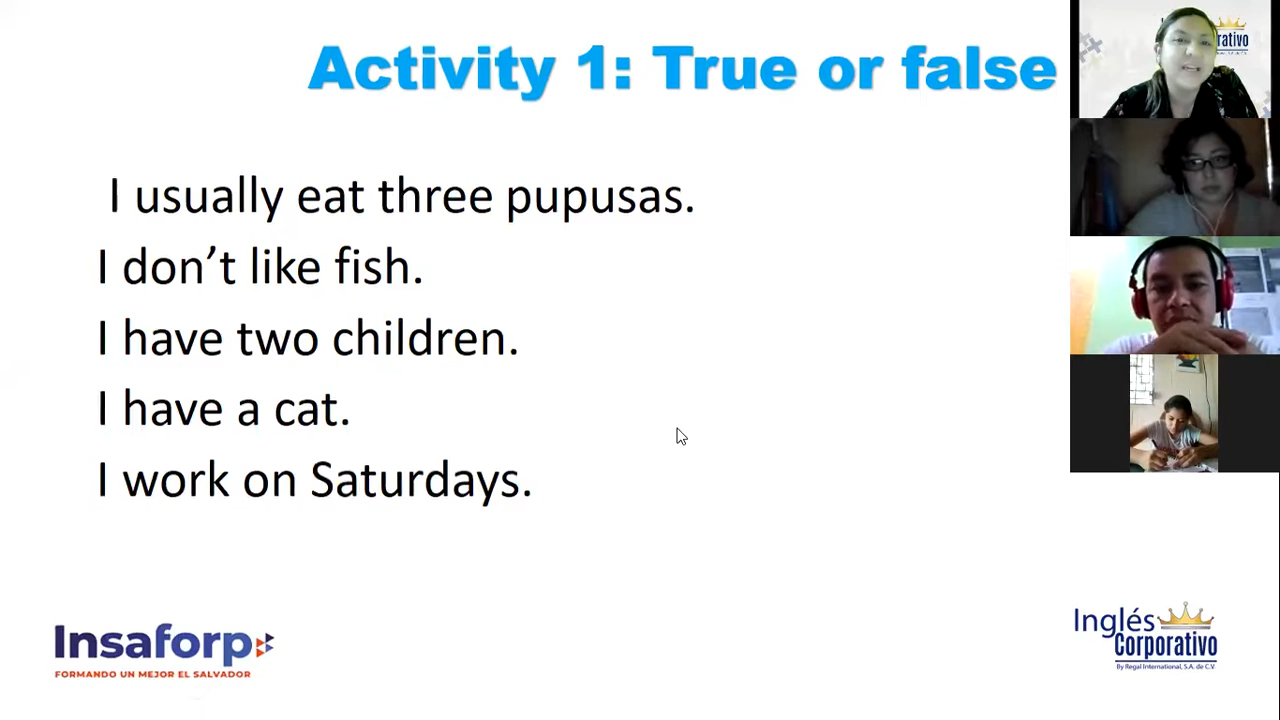 Activity 1: True or false
I usually eat three pupusas.
I don’t like fish.
I have two children.
I have a cat.
I work on Saturdays.
Insaforp
FORMANDO UN MEJOR EL SALVADOR
Inglés
Corporativo
By Regal International, S.A. de C.V.